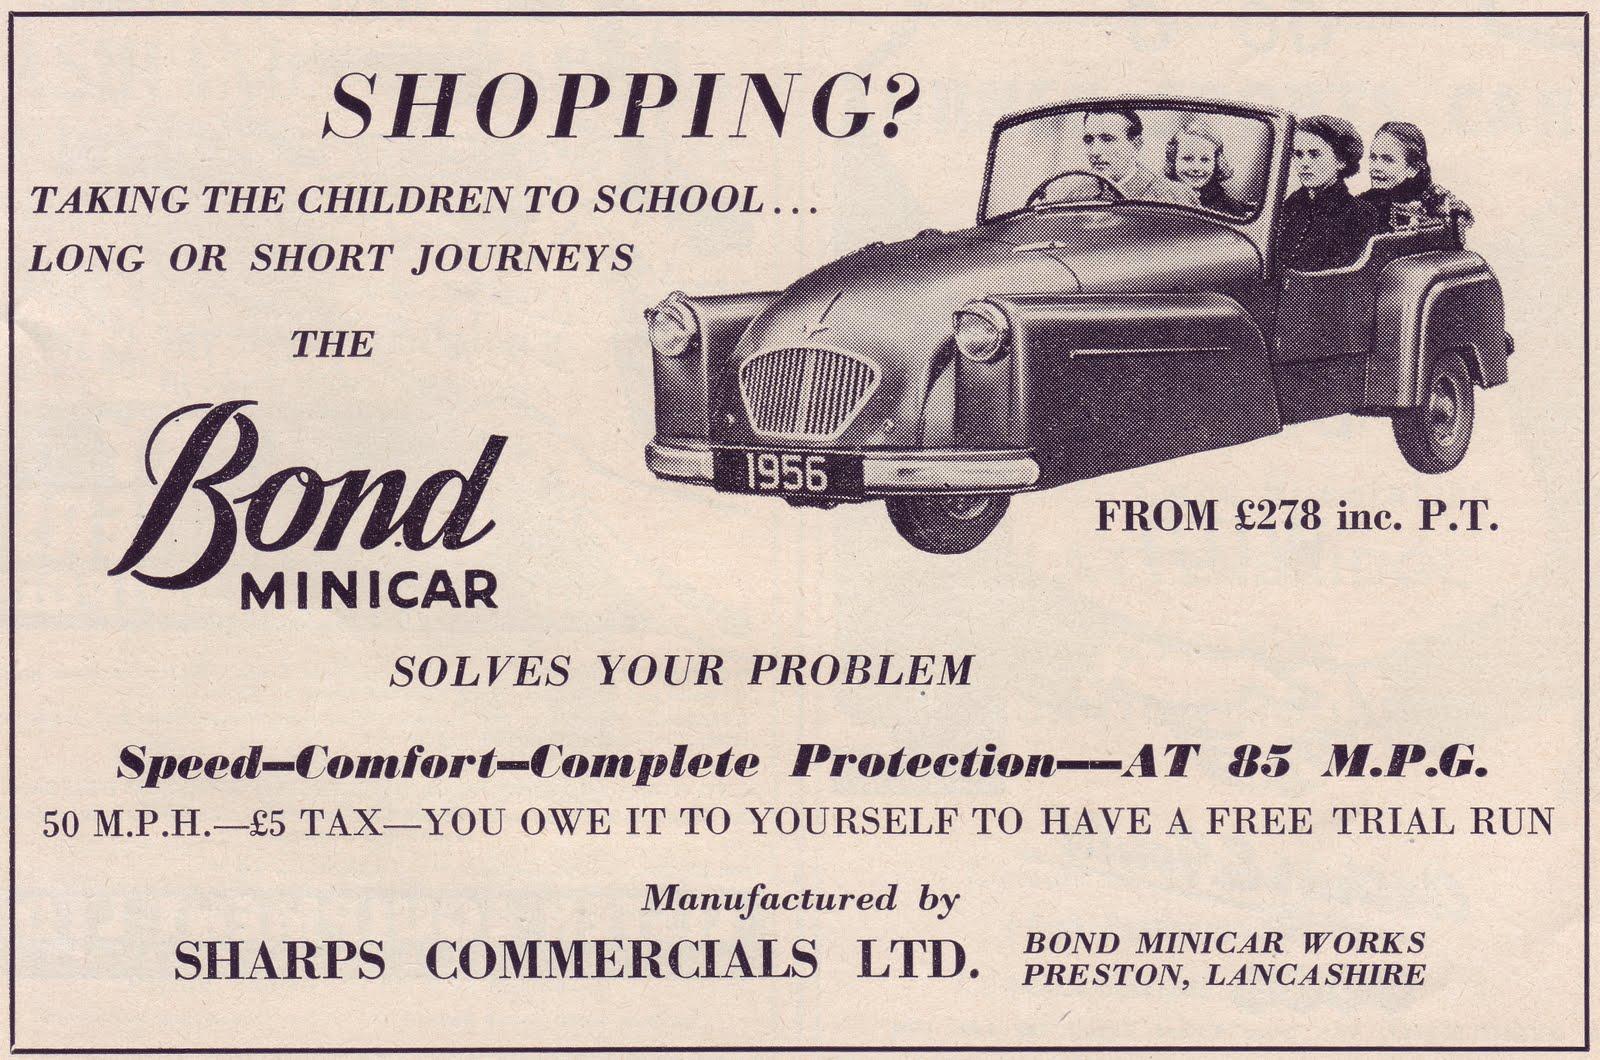 SHOPPING?
TAKING THE CHILDREN TO SCHOOL...
LONG OR SHORT JOURNEYS
THE
Bond
MINICAR
1956
FROM £278 inc. P.T.
SOLVES YOUR PROBLEM
Speed—Comfort—Complete Protection—AT 85 M.P.G.
50 M.P.H.—£5 TAX—YOU OWE IT TO YOURSELF TO HAVE A FREE TRIAL RUN
Manufactured by
SHARPS COMMERCIALS LTD.
BOND MINICAR WORKS
PRESTON, LANCASHIRE